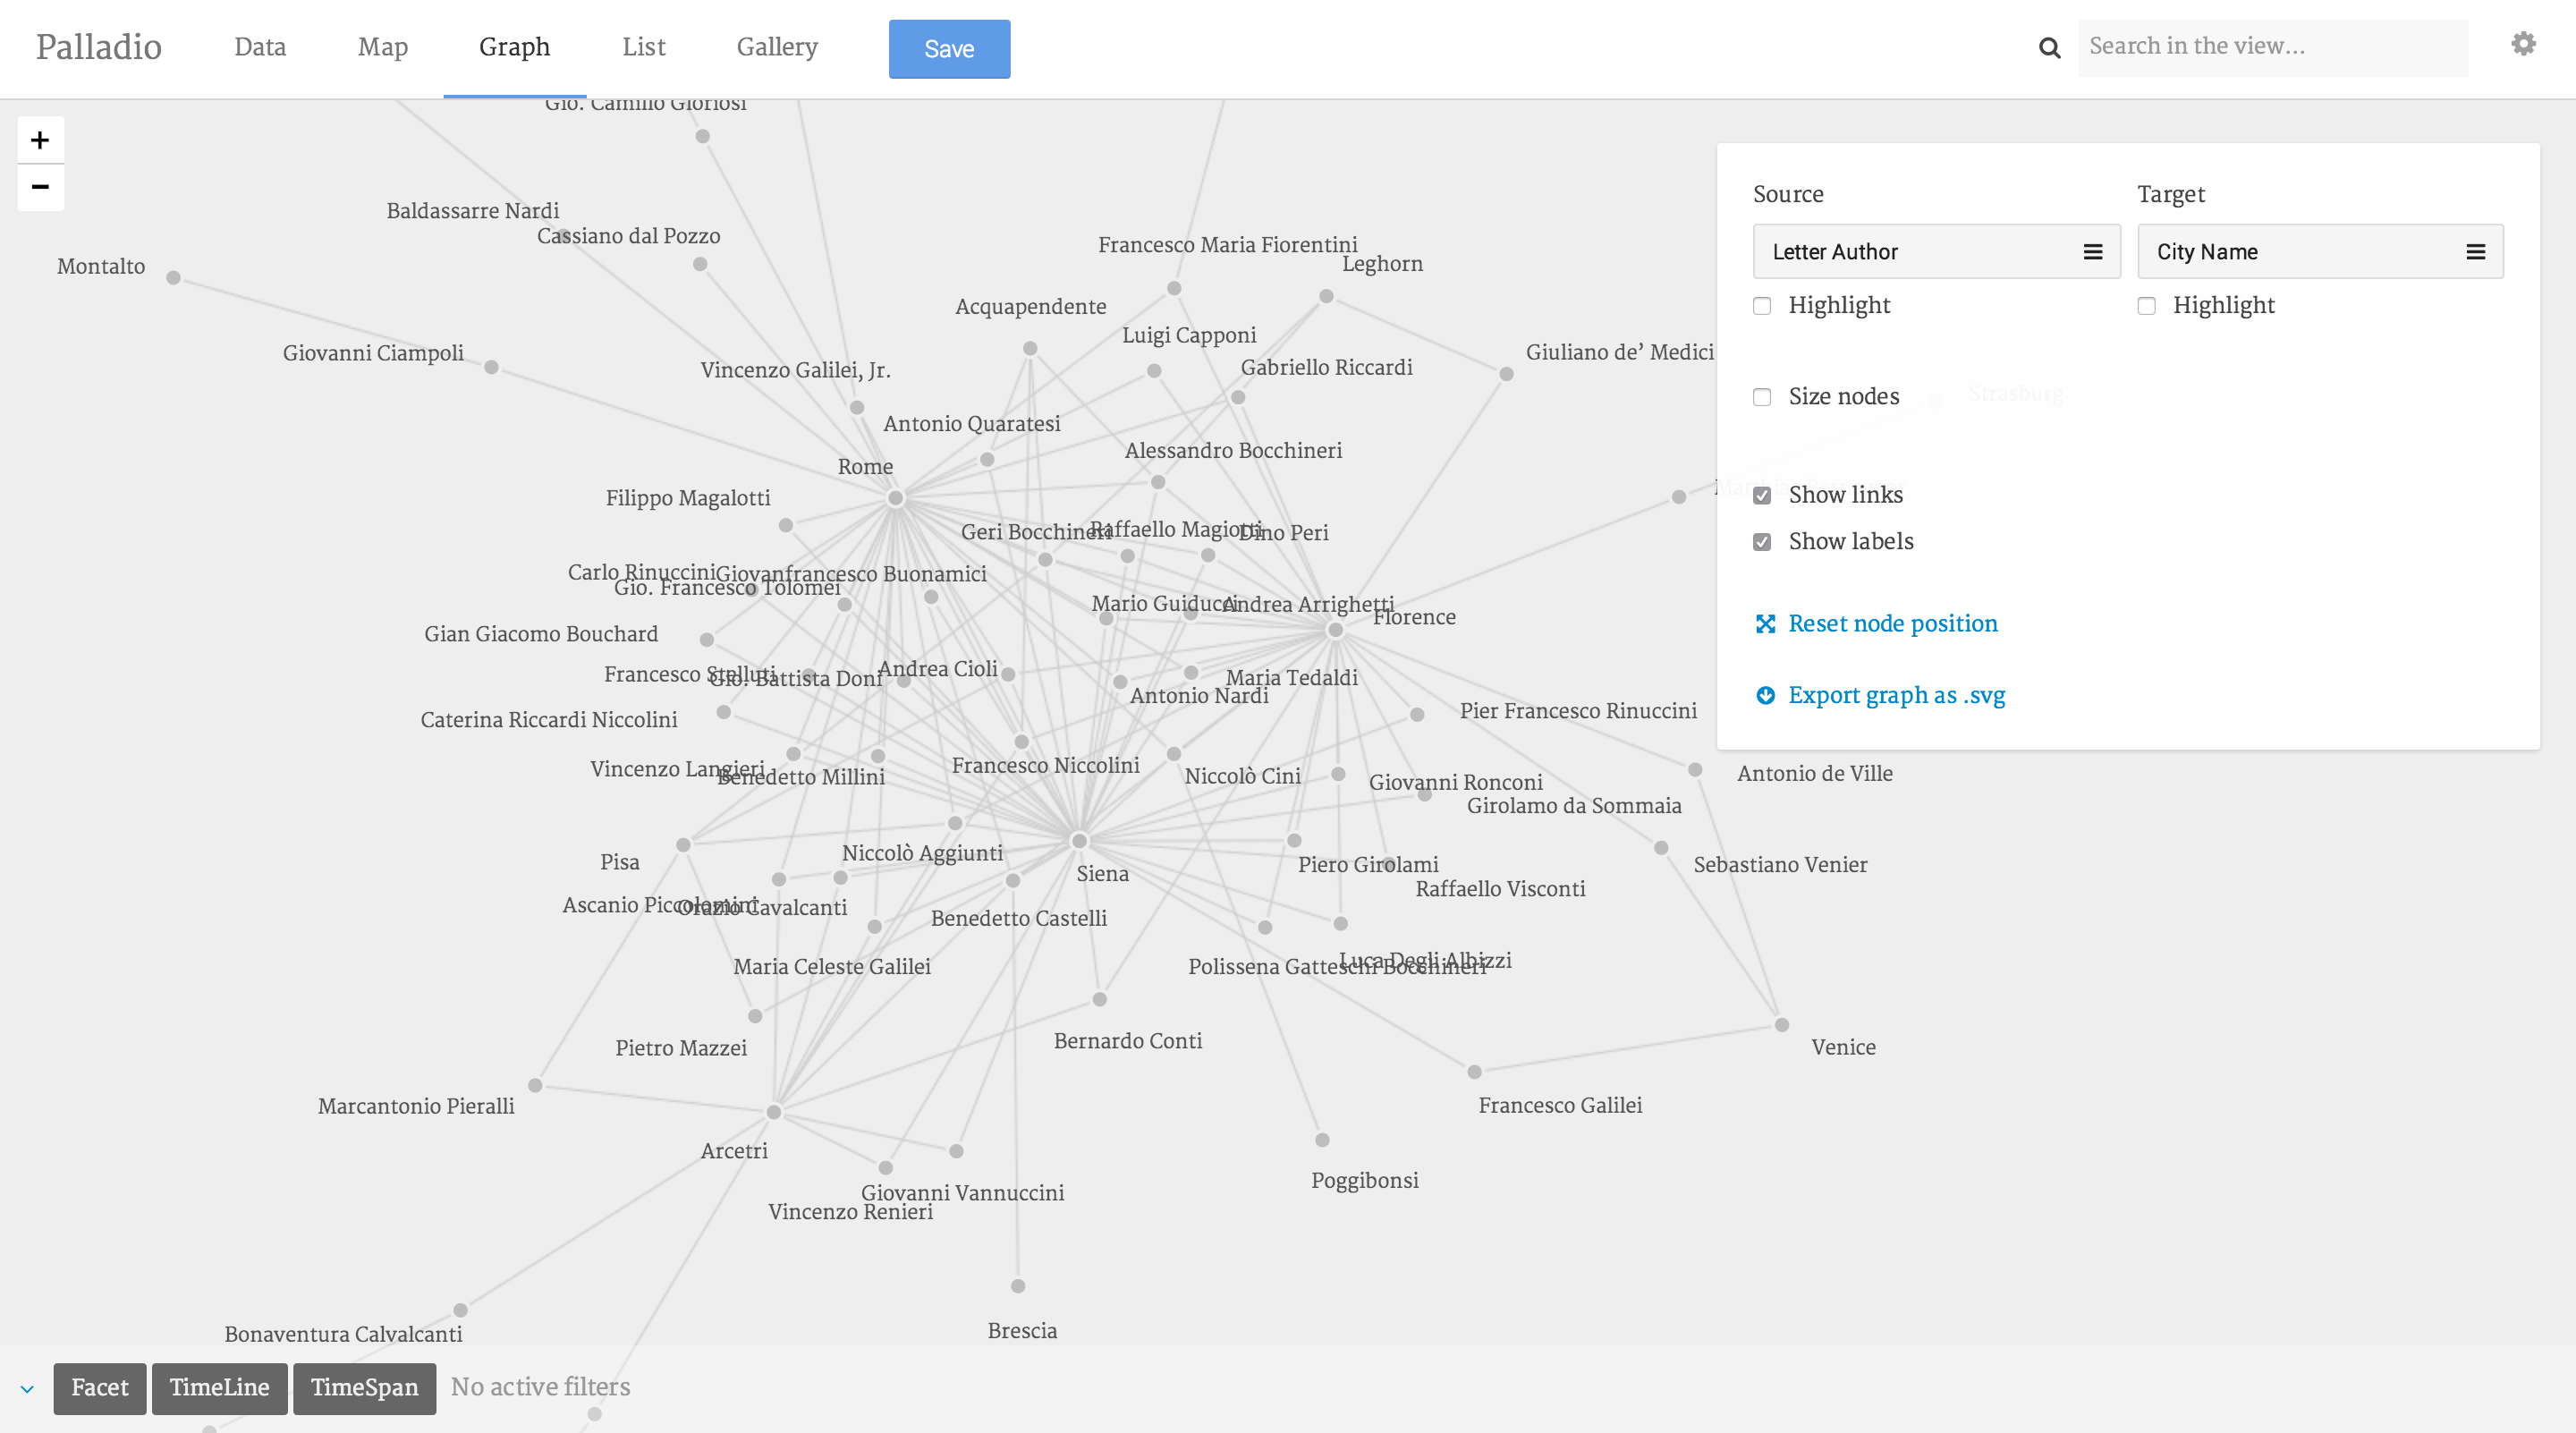 Palladio Data Map Graph List Gallery Save Search in the view...
+
−
Gio. Camillo Gloriosi
Baldassarre Nardi
Cassiano dal Pozzo
Montalto
Francesco Maria Fiorentini
Leghorn
Acquapendente
Luigi Capponi
Giovanni Ciampoli
Vincenzo Galilei, Jr.
Gabriello Riccardi
Giuliano de’ Medici
Antonio Quaratesi
Alessandro Bocchineri
Rome
Filippo Magalotti
Geri Bocchineri
Raffaello Magiotti
Dino Peri
Carlo Rinuccini
Giovanfrancesco Buonamici
Gio. Francesco Tolomei
Mario Guiducci
Andrea Arrighetti
Florence
Gian Giacomo Bouchard
Francesco Stelluti
Gio. Battista Doni
Andrea Cioli
Maria Tedaldi
Antonio Nardi
Caterina Riccardi Niccolini
Pier Francesco Rinuccini
Vincenzo Langieri
Benedetto Millini
Francesco Niccolini
Niccolò Cini
Giovanni Ronconi
Antonio de Ville
Girolamo da Sommaia
Pisa
Niccolò Aggiunti
Siena
Piero Girolami
Sebastiano Venier
Raffaello Visconti
Ascanio Piccolomini
Orazio Cavalcanti
Benedetto Castelli
Maria Celeste Galilei
Polissena Gatteschi Bocchineri
Luca Degli Albizzi
Pietro Mazzei
Bernardo Conti
Venice
Marcantonio Pieralli
Francesco Galilei
Arcetri
Poggibonsi
Giovanni Vannuccini
Vincenzo Renieri
Brescia
Bonaventura Calvalcanti
Source Target
Letter Author City Name
Highlight Highlight
Size nodes
Strasburg
Show links
Show labels
Reset node position
Export graph as .svg
Facet TimeLine TimeSpan No active filters